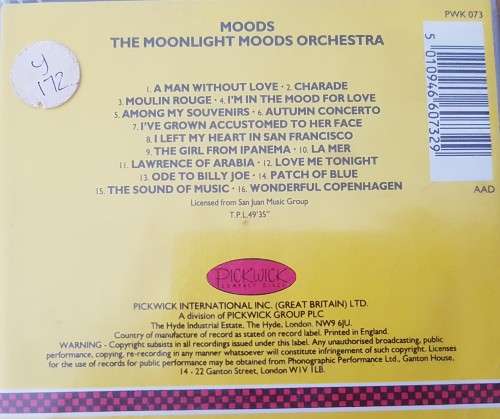 MOODS
THE MOONLIGHT MOODS ORCHESTRA
PWK 073
y
172
1. A MAN WITHOUT LOVE · 2. CHARADE
3. MOULIN ROUGE · 4. I'M IN THE MOOD FOR LOVE
5. AMONG MY SOUVENIRS · 6. AUTUMN CONCERTO
7. I'VE GROWN ACCUSTOMED TO HER FACE
8. I LEFT MY HEART IN SAN FRANCISCO
9. THE GIRL FROM IPANEMA · 10. LA MER
11. LAWRENCE OF ARABIA · 12. LOVE ME TONIGHT
13. ODE TO BILLY JOE · 14. PATCH OF BLUE
15. THE SOUND OF MUSIC · 16. WONDERFUL COPENHAGEN
Licensed from San Juan Music Group
T.P.L. 49'35"
5 010946 607329
AAD
PICKWICK
COMPACT DISCS
PICKWICK INTERNATIONAL INC. (GREAT BRITAIN) LTD.
A division of PICKWICK GROUP PLC
The Hyde Industrial Estate, The Hyde, London. NW9 6JU.
Country of manufacture of record as stated on record label. Printed in England.
WARNING - Copyright subsists in all recordings issued under this label. Any unauthorised broadcasting, public
performance, copying, re-recording in any manner whatsoever will constitute infringement of such copyright. Licenses
for the use of records for public performance may be obtained from Phonographic Performance Ltd., Ganton House,
14 - 22 Ganton Street, London W1V 1LB.